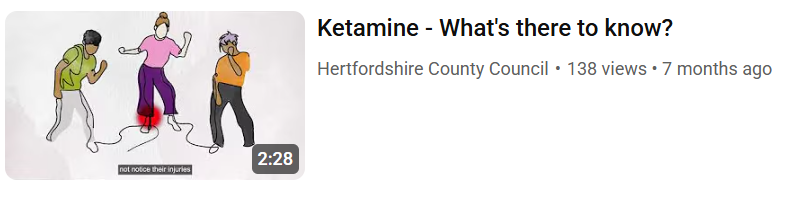 Ketamine - What's there to know?
Hertfordshire County Council • 138 views • 7 months ago
not notice their injuries
2:28